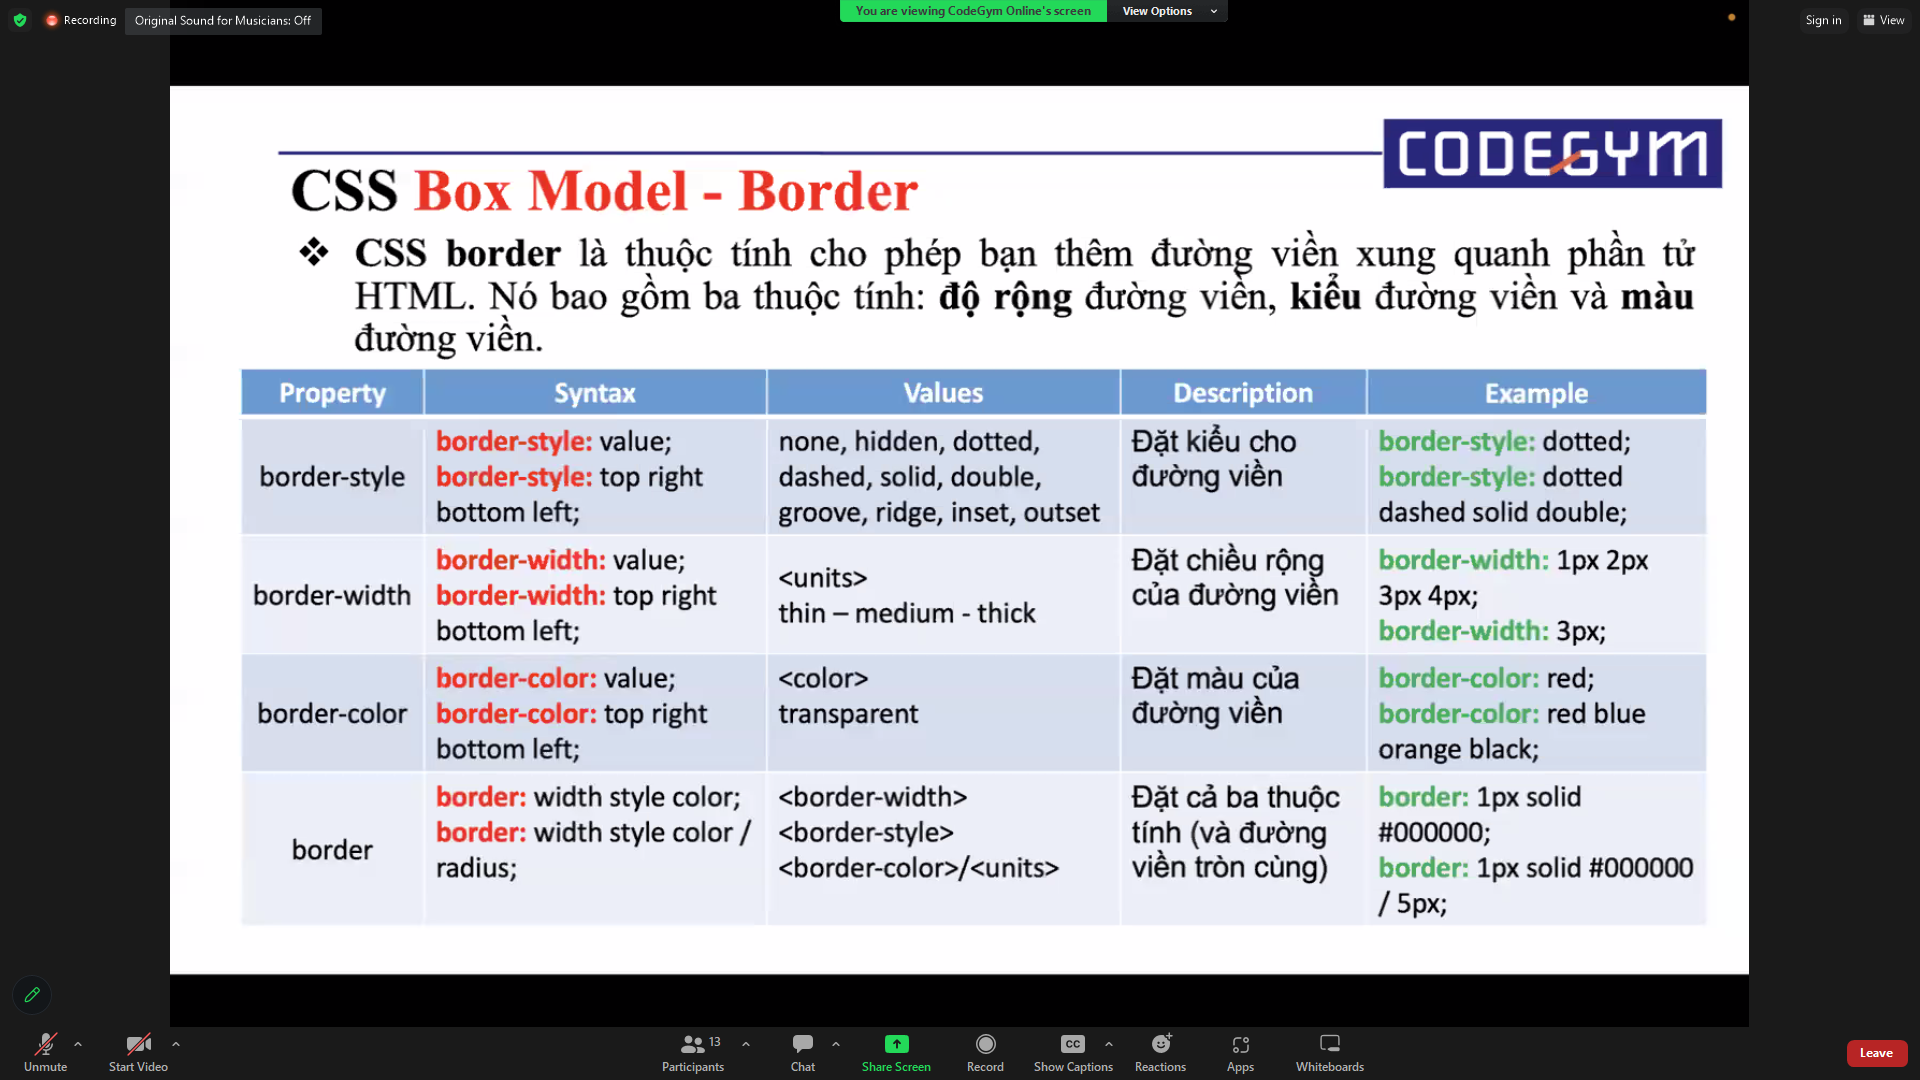 Recording
Original Sound for Musicians: Off
You are viewing CodeGym Online's screen
View Options
Sign in
View
CODEGYM
CSS Box Model - Border
❖ CSS border là thuộc tính cho phép bạn thêm đường viền xung quanh phần tử
HTML. Nó bao gồm ba thuộc tính: độ rộng đường viền, kiểu đường viền và màu
đường viền.
Property
Syntax
Values
Description
Example
border-style
border-style: value;
border-style: top right
bottom left;
none, hidden, dotted,
dashed, solid, double,
groove, ridge, inset, outset
Đặt kiểu cho
đường viền
border-style: dotted;
border-style: dotted
dashed solid double;
border-width
border-width: value;
border-width: top right
bottom left;
<units>
thin – medium - thick
Đặt chiều rộng
của đường viền
border-width: 1px 2px
3px 4px;
border-width: 3px;
border-color
border-color: value;
border-color: top right
bottom left;
<color>
transparent
Đặt màu của
đường viền
border-color: red;
border-color: red blue
orange black;
border
border: width style color;
border: width style color /
radius;
<border-width>
<border-style>
<border-color>/<units>
Đặt cả ba thuộc
tính (và đường
viền tròn cùng)
border: 1px solid
#000000;
border: 1px solid #000000
/ 5px;
Unmute
Start Video
13
Participants
Chat
Share Screen
Record
CC
Show Captions
Reactions
Apps
Whiteboards
Leave